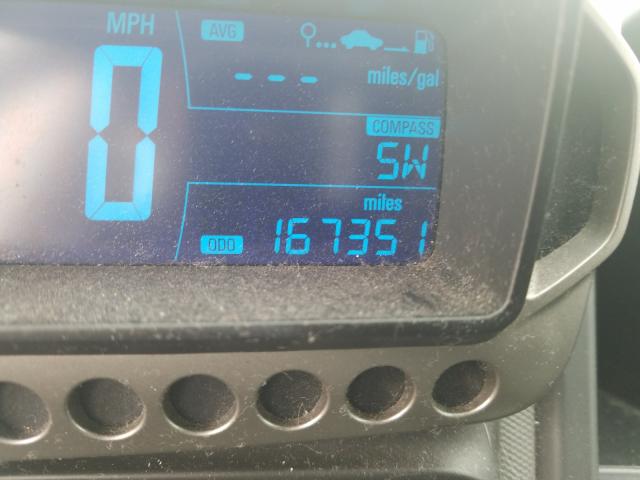 MPH
0
AVG
--- miles/gal
COMPASS
SW
miles
ODO 167351